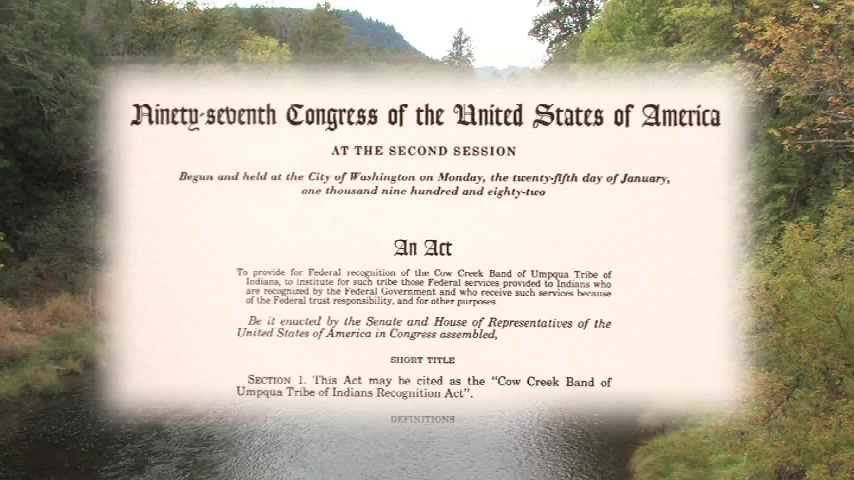 Ninety-seventh Congress of the United States of America
AT THE SECOND SESSION
Begun and held at the City of Washington on Monday, the twenty-fifth day of January,
one thousand nine hundred and eighty-two
An Act
To provide for Federal recognition of the Cow Creek Band of Umpqua Tribe of
Indians, to institute for such tribe those Federal services provided to Indians who
are recognized by the Federal Government and who receive such services because
of the Federal trust responsibility, and for other purposes.
Be it enacted by the Senate and House of Representatives of the
United States of America in Congress assembled,
SHORT TITLE
SECTION 1. This Act may be cited as the “Cow Creek Band of
Umpqua Tribe of Indians Recognition Act”.
DEFINITIONS